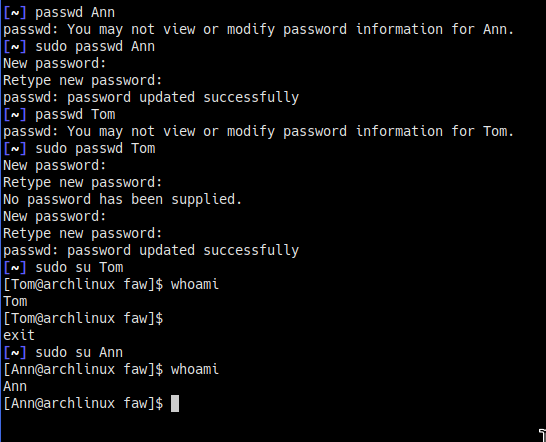 [~] passwd Ann
passwd: You may not view or modify password information for Ann.
[~] sudo passwd Ann
New password:
Retype new password:
passwd: password updated successfully
[~] passwd Tom
passwd: You may not view or modify password information for Tom.
[~] sudo passwd Tom
New password:
Retype new password:
No password has been supplied.
New password:
Retype new password:
passwd: password updated successfully
[~] sudo su Tom
[Tom@archlinux faw]$ whoami
Tom
[Tom@archlinux faw]$
exit
[~] sudo su Ann
[Ann@archlinux faw]$ whoami
Ann
[Ann@archlinux faw]$